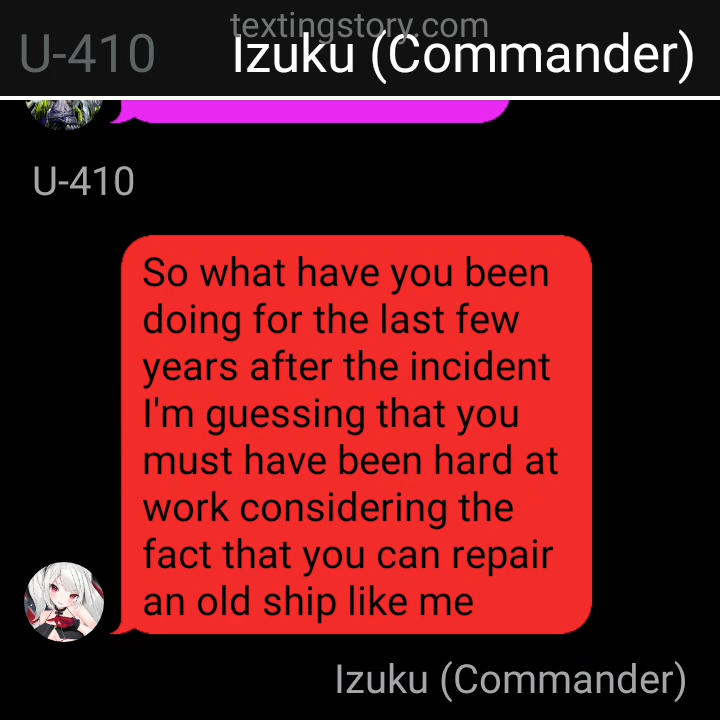 textingstory.com
U-410 Izuku (Commander)
U-410
So what have you been
doing for the last few
years after the incident
I'm guessing that you
must have been hard at
work considering the
fact that you can repair
an old ship like me
Izuku (Commander)